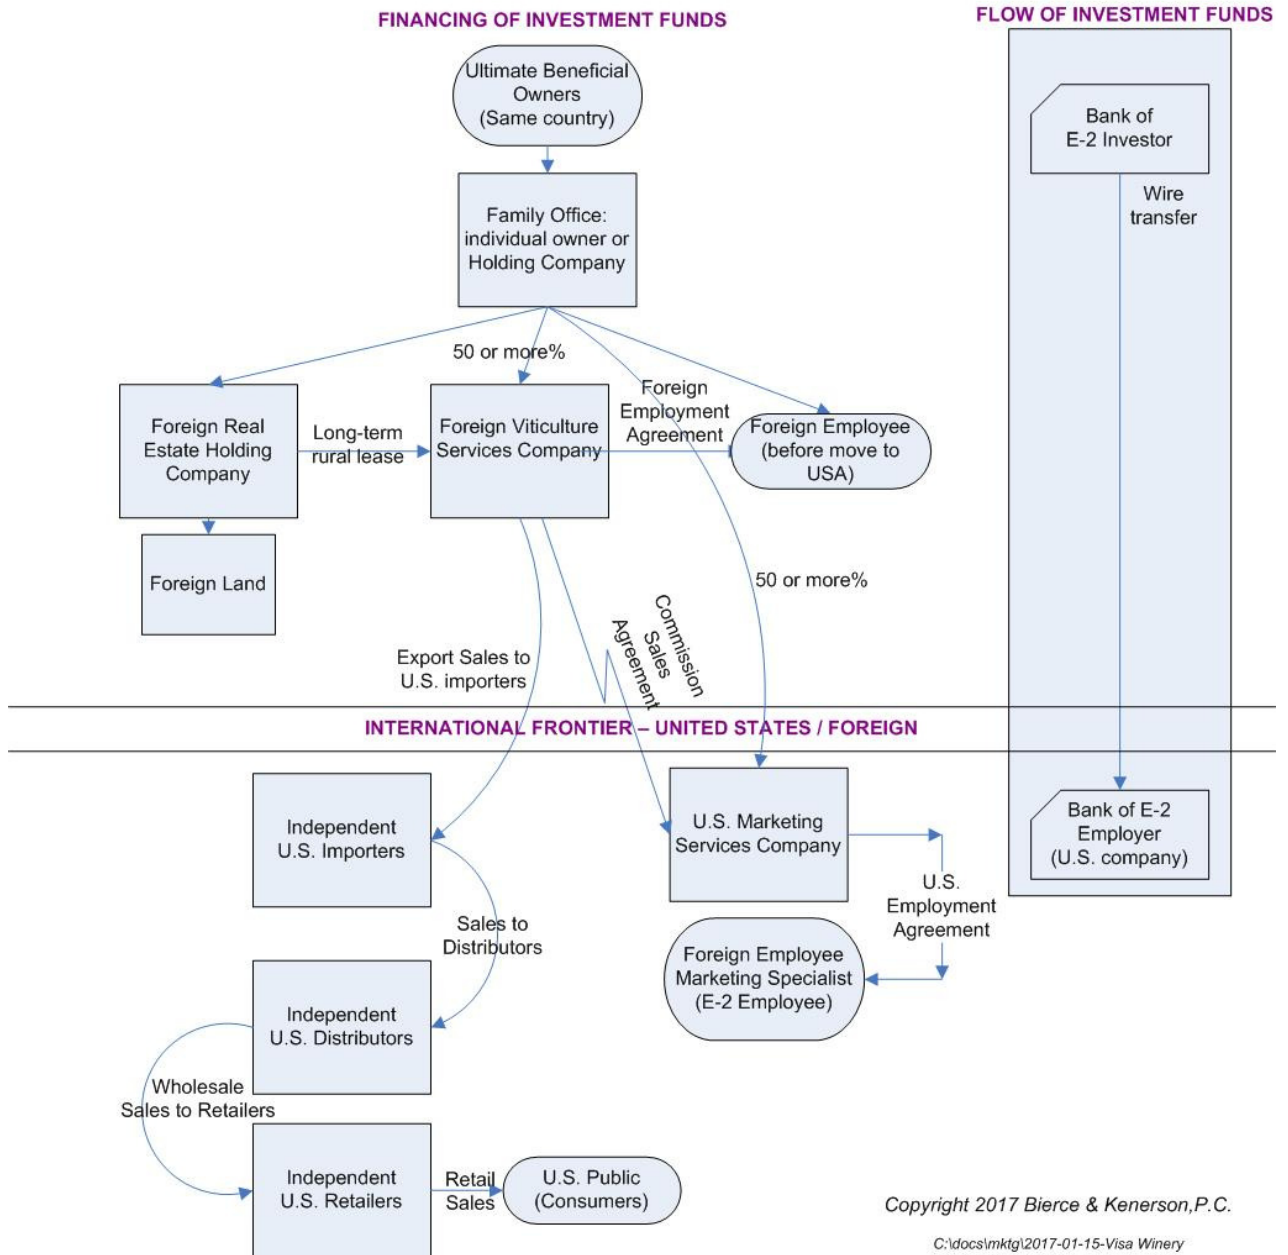 FINANCING OF INVESTMENT FUNDS
FLOW OF INVESTMENT FUNDS
Ultimate Beneficial
Owners
(Same country)
Bank of
E-2 Investor
Wire
transfer
Family Office:
individual owner or
Holding Company
50 or more%
Foreign
Employment
Agreement
Foreign Real
Estate Holding
Company
Long-term
rural lease
Foreign Viticulture
Services Company
Foreign Employee
(before move to
USA)
Foreign Land
50 or more%
Commission
Sales
Agreement
Export Sales to
U.S. importers
INTERNATIONAL FRONTIER – UNITED STATES / FOREIGN
Independent
U.S. Importers
U.S. Marketing
Services Company
Bank of E-2
Employer
(U.S. company)
U.S.
Employment
Agreement
Sales to
Distributors
Foreign Employee
Marketing Specialist
(E-2 Employee)
Independent
U.S. Distributors
Wholesale
Sales to Retailers
Independent
U.S. Retailers
Retail
Sales
U.S. Public
(Consumers)
Copyright 2017 Bierce & Kenerson,P.C.
C:\docs\mktg\2017-01-15-Visa Winery